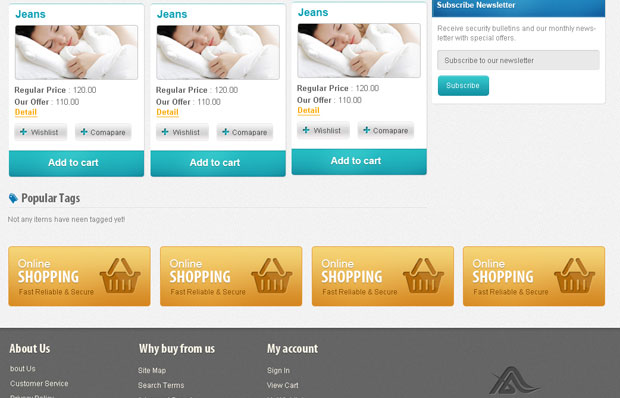 Jeans
Regular Price : 120.00
Our Offer : 110.00
Detail
Wishlist
Comapare
Add to cart
Jeans
Regular Price : 120.00
Our Offer : 110.00
Detail
Wishlist
Comapare
Add to cart
Jeans
Regular Price : 120.00
Our Offer : 110.00
Detail
Wishlist
Comapare
Add to cart
Subscribe Newsletter
Receive security bulletins and our monthly news-
letter with special offers.
Subscribe to our newsletter
Subscribe
Popular Tags
Not any items have neen tagged yet!
Online
SHOPPING
Fast Reliable & Secure
Online
SHOPPING
Fast Reliable & Secure
Online
SHOPPING
Fast Reliable & Secure
Online
SHOPPING
Fast Reliable & Secure
About Us
bout Us
Customer Service
Privacy Policy
Why buy from us
Site Map
Search Terms
My account
Sign In
View Cart